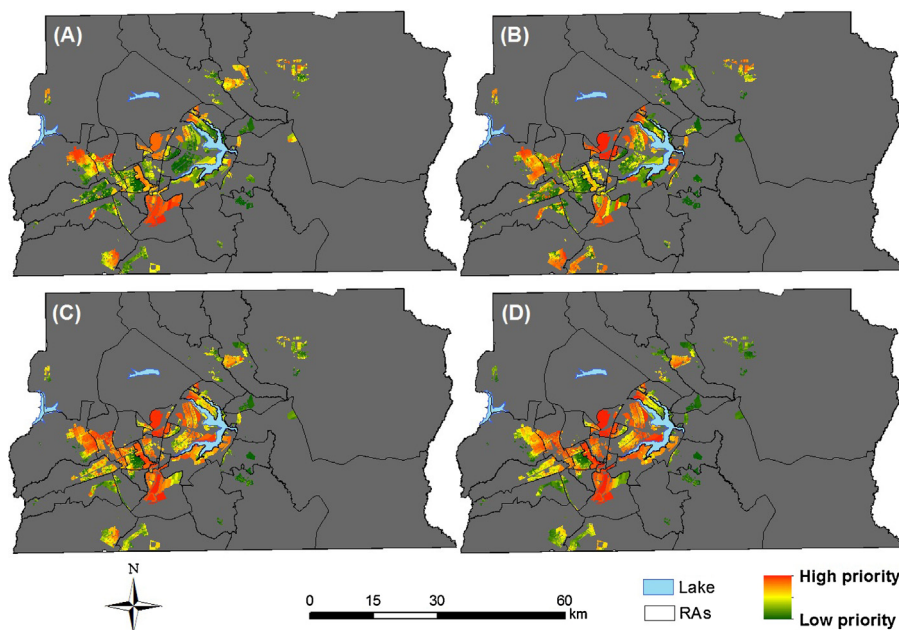 (A)
(B)
(C)
(D)
N
0 15 30 60
km
Lake
RAs
High priority
Low priority